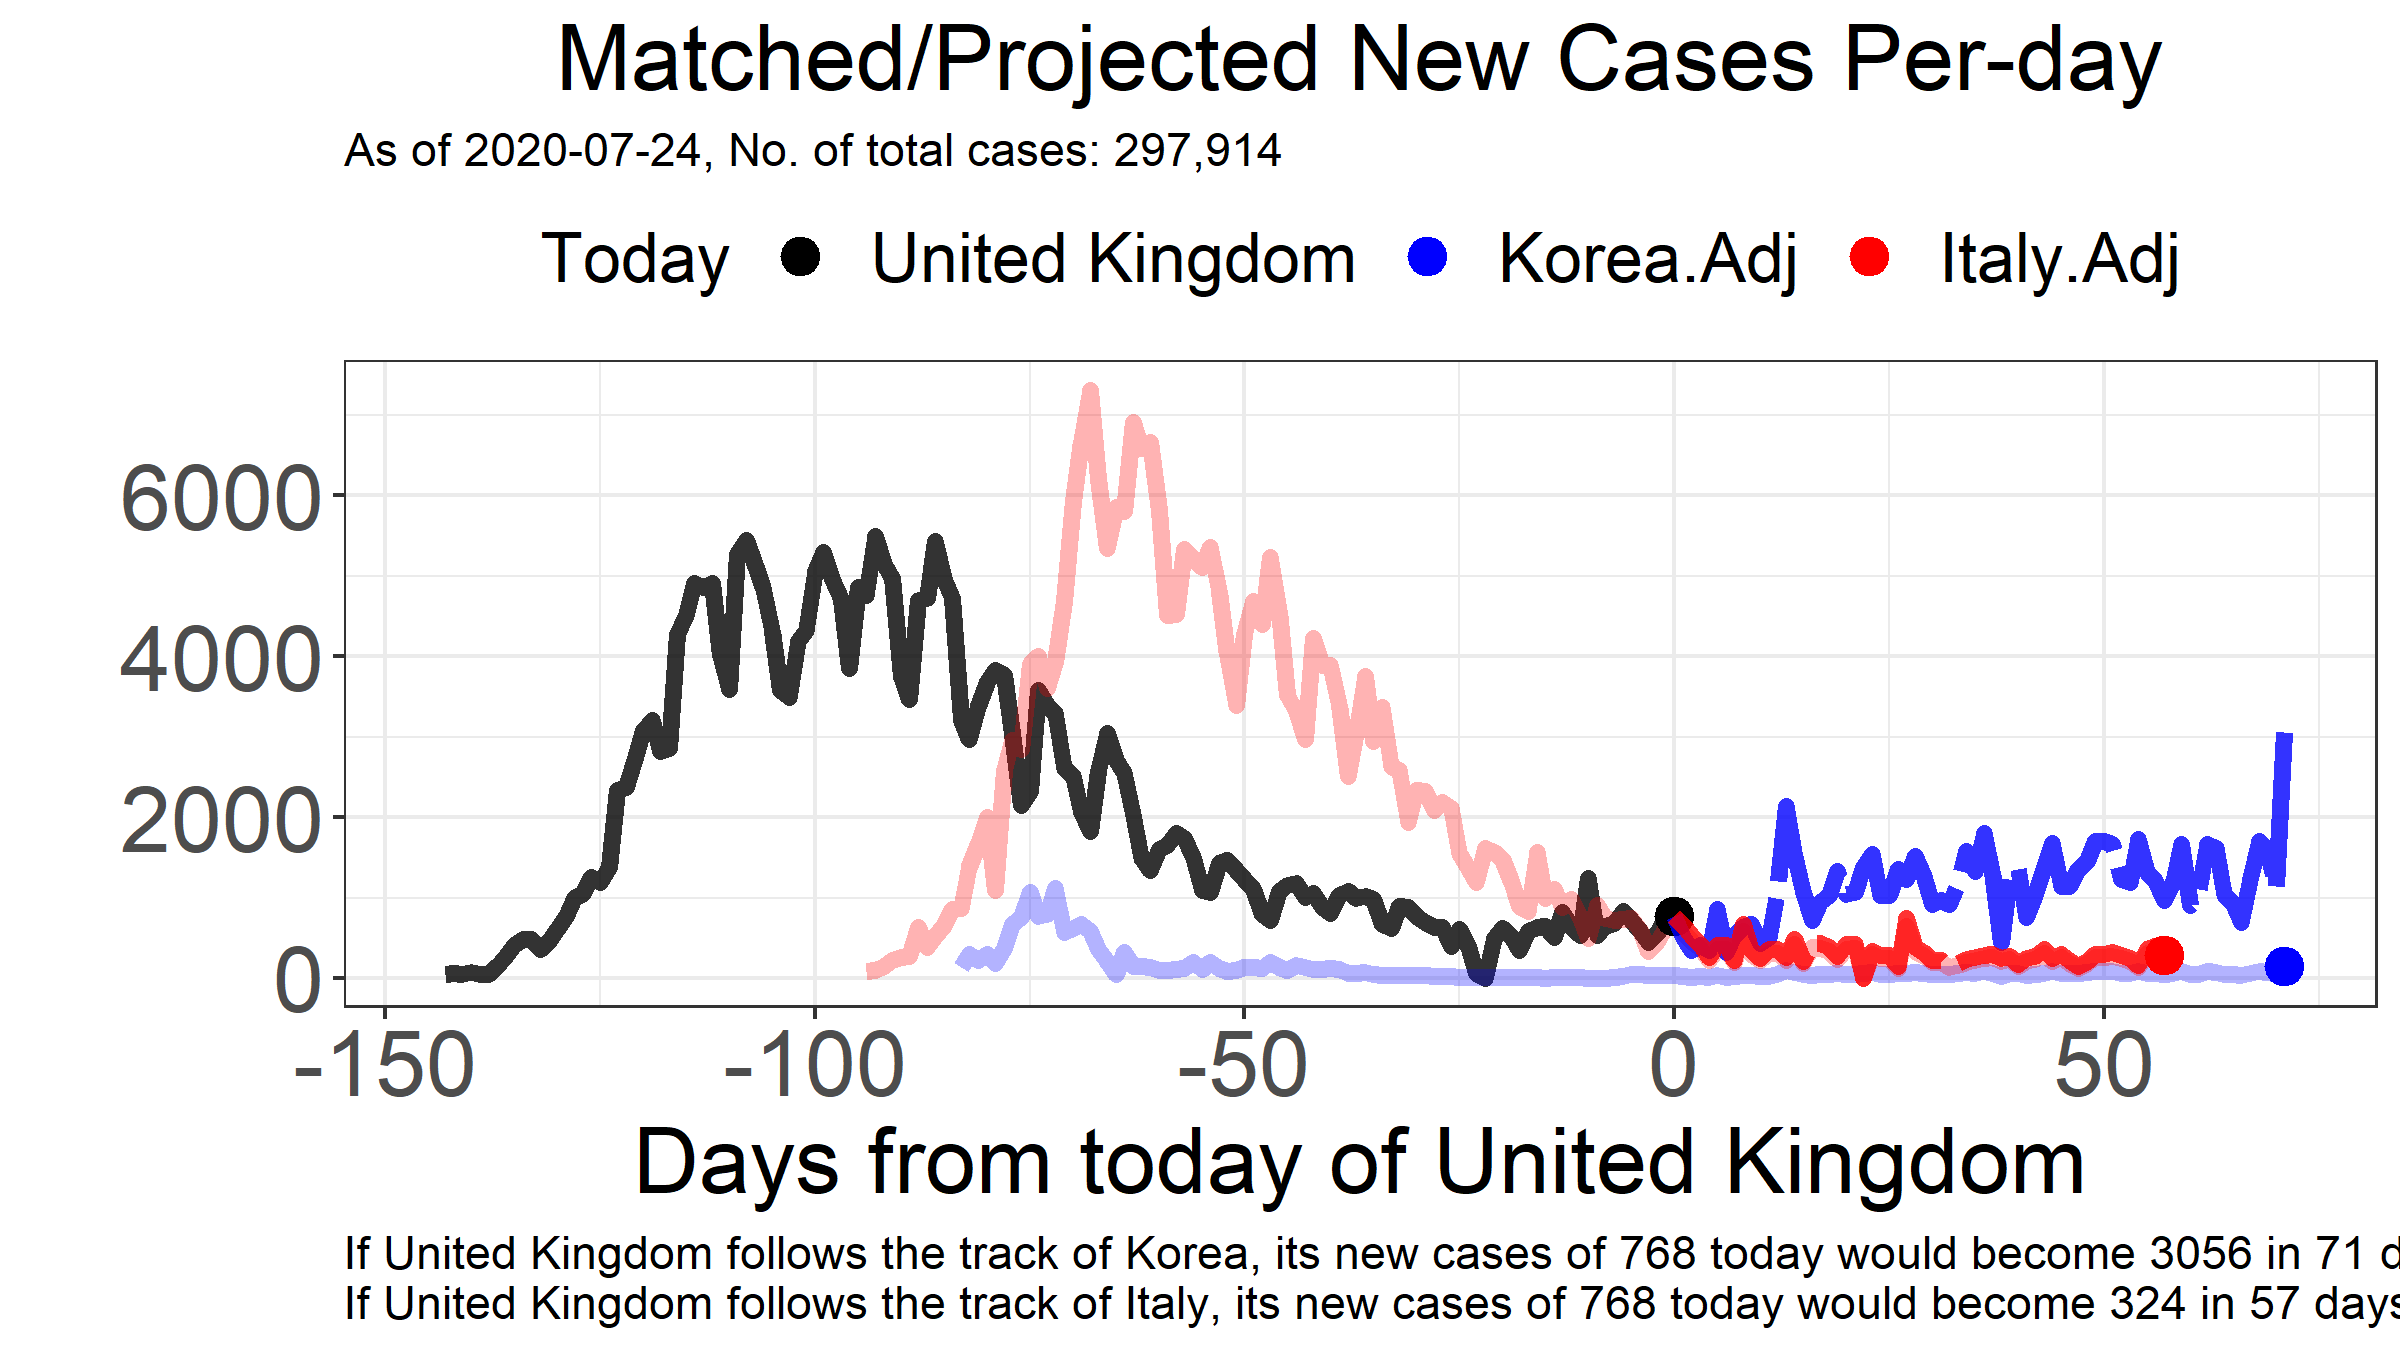 Matched/Projected New Cases Per-day
As of 2020-07-24, No. of total cases: 297,914
Today United Kingdom Korea.Adj Italy.Adj
6000
4000
2000
0
-150 -100 -50 0 50
Days from today of United Kingdom
If United Kingdom follows the track of Korea, its new cases of 768 today would become 3056 in 71
If United Kingdom follows the track of Italy, its new cases of 768 today would become 324 in 57 days